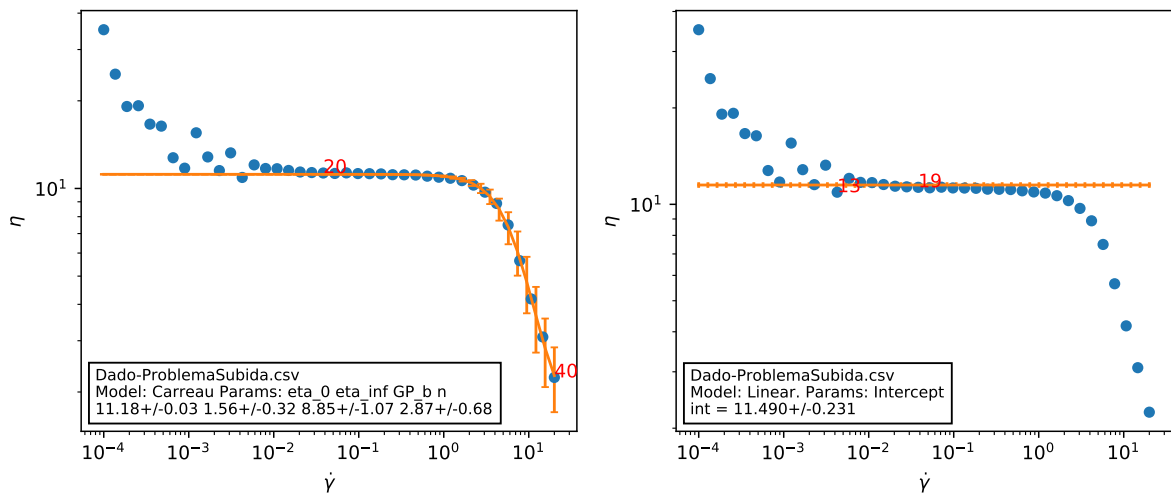 10^1
η
20
40
Dado-ProblemaSubida.csv
Model: Carreau Params: eta_0 eta_inf GP_b n
11.18+/-0.03 1.56+/-0.32 8.85+/-1.07 2.87+/-0.68
10^-4 10^-3 10^-2 10^-1 10^0 10^1
γ̇
10^1
η
13
19
Dado-ProblemaSubida.csv
Model: Linear. Params: Intercept
int = 11.490+/-0.231
10^-4 10^-3 10^-2 10^-1 10^0 10^1
γ̇